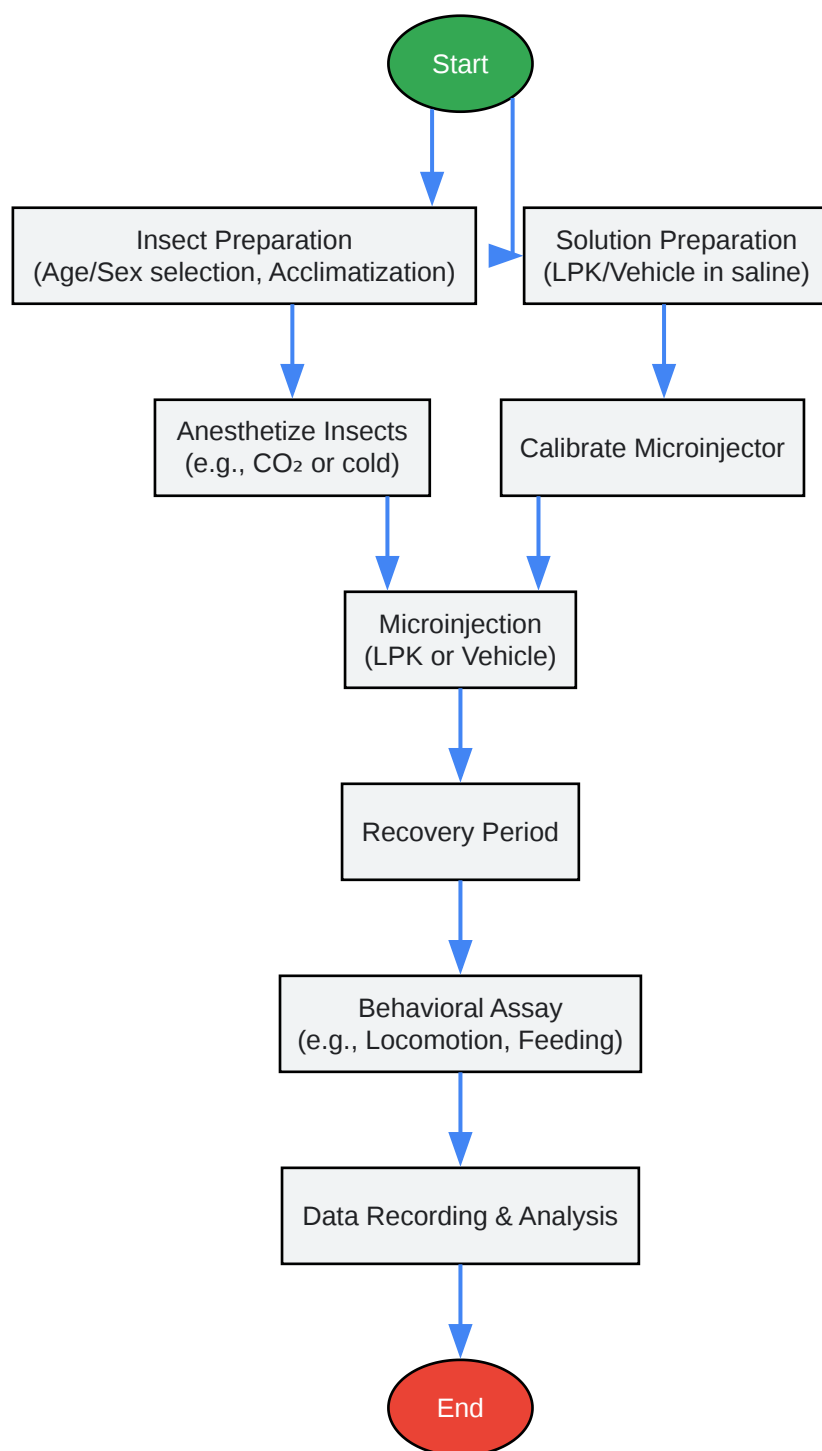 Start
Insect Preparation
(Age/Sex selection, Acclimatization)
Solution Preparation
(LPK/Vehicle in saline)
Anesthetize Insects
(e.g., CO₂ or cold)
Calibrate Microinjector
Microinjection
(LPK or Vehicle)
Recovery Period
Behavioral Assay
(e.g., Locomotion, Feeding)
Data Recording & Analysis
End